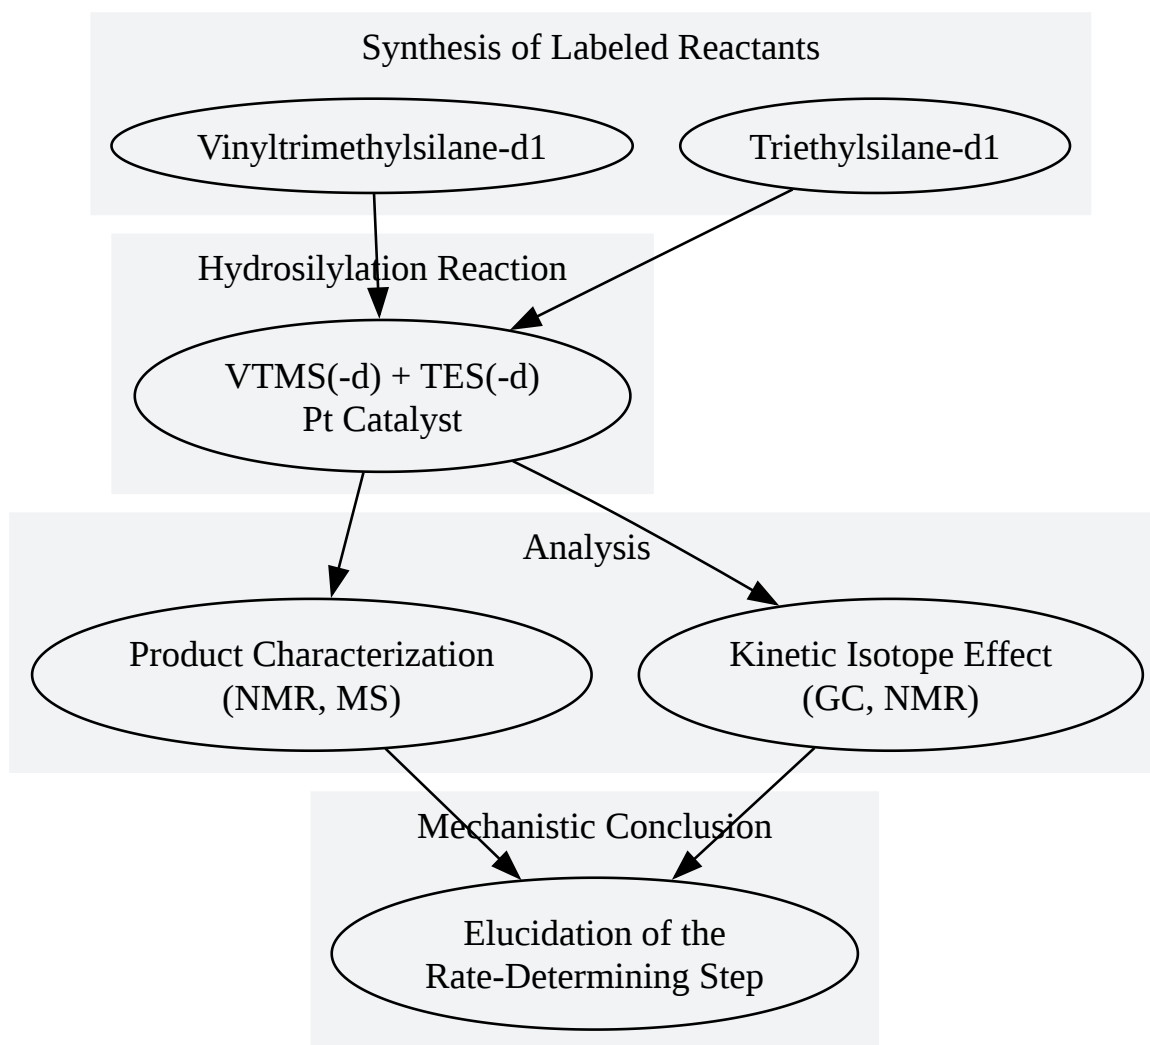 Synthesis of Labeled Reactants
Vinyltrimethylsilane-d1
Triethylsilane-d1
Hydrosilylation Reaction
VTMS(-d) + TES(-d)
Pt Catalyst
Analysis
Product Characterization
(NMR, MS)
Kinetic Isotope Effect
(GC, NMR)
Mechanistic Conclusion
Elucidation of the
Rate-Determining Step